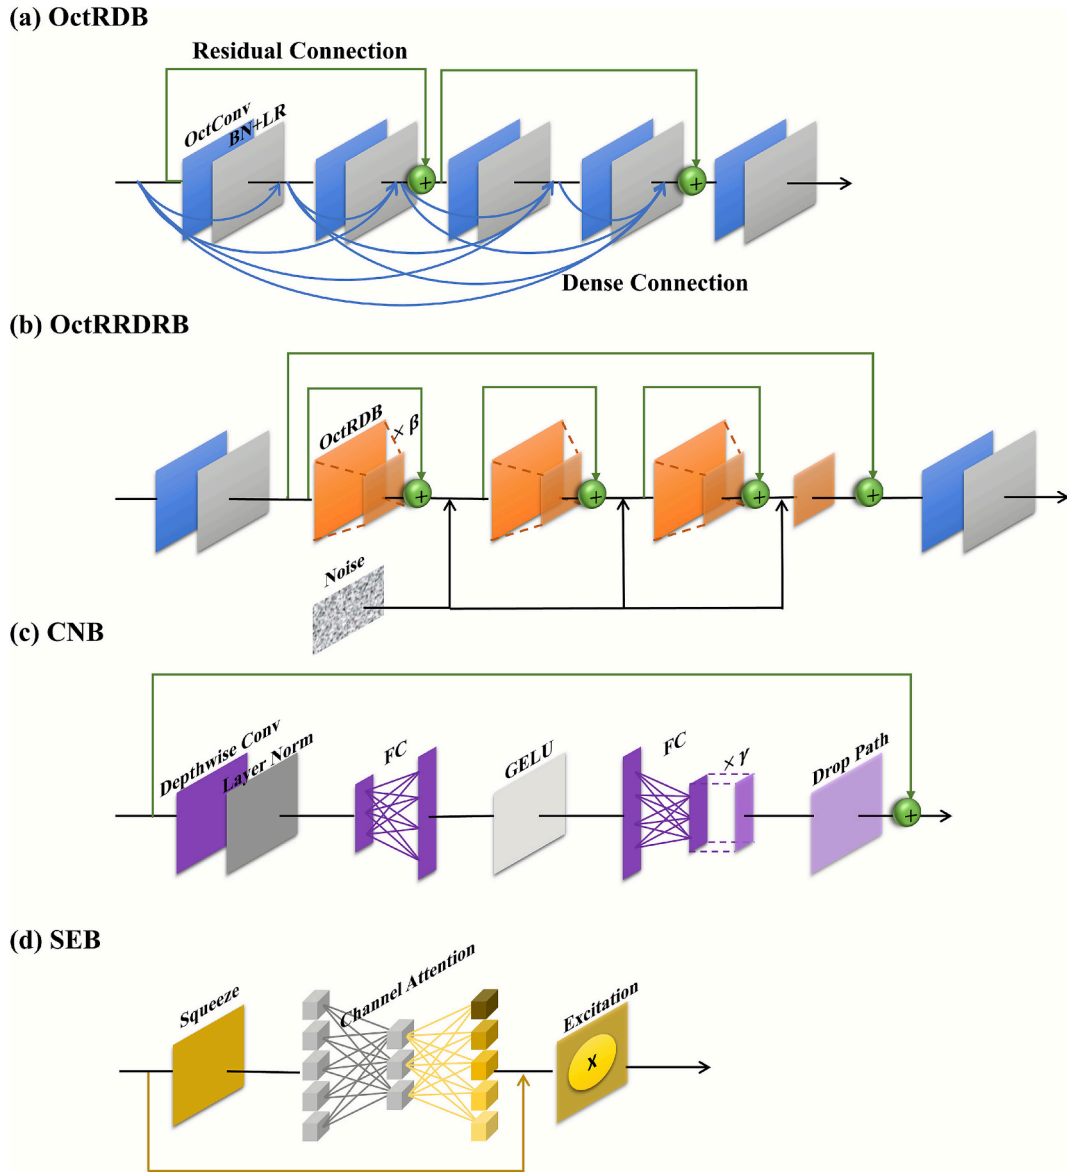 (a) OctRDB
Residual Connection
OctConv
BN+LR
+
+
Dense Connection
(b) OctRRDRB
OctRDB
× β
+
+
+
+
Noise
(c) CNB
Depthwise Conv
Layer Norm
FC
GELU
FC
× γ
Drop Path
+
(d) SEB
Squeeze
Channel Attention
Excitation
X